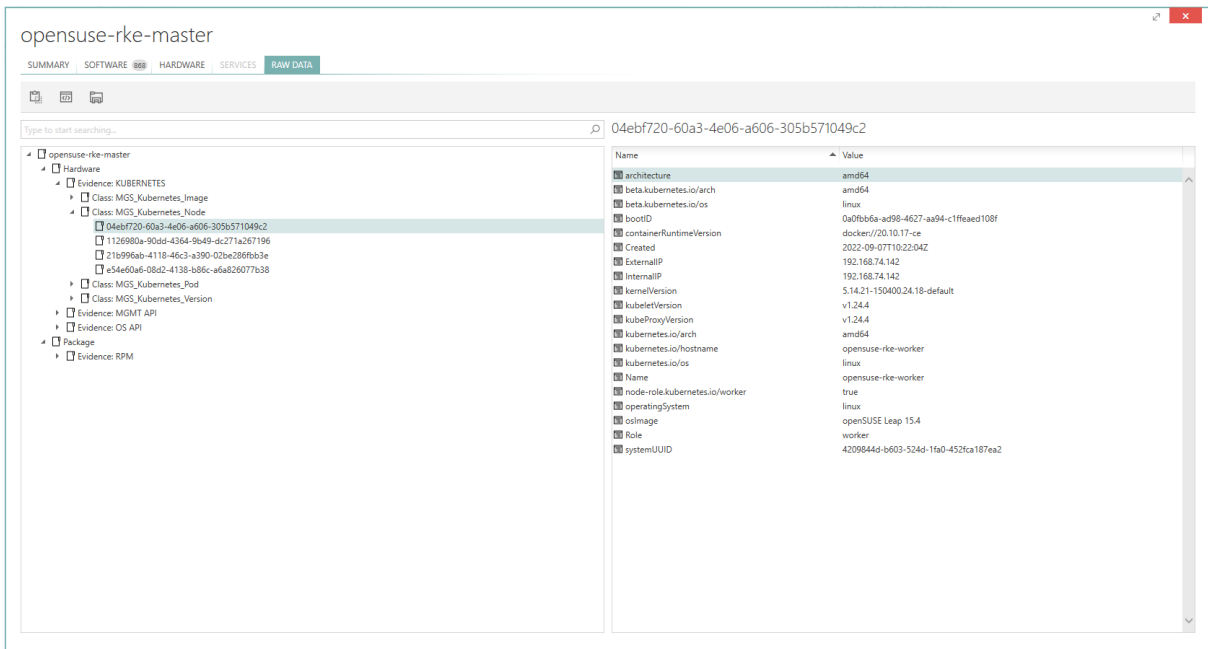 opensuse-rke-master
SUMMARY SOFTWARE 868 HARDWARE SERVICES RAW DATA
Type to start searching...
opensuse-rke-master
Hardware
Evidence: KUBERNETES
Class: MGS_Kubernetes_Image
Class: MGS_Kubernetes_Node
04ebf720-60a3-4e06-a606-305b571049c2
1126980a-90dd-4364-9b49-dc271a267196
21b996ab-4118-46c3-a390-02be286fbb3e
e54e60a6-08d2-4138-b86c-a6a826077b38
Class: MGS_Kubernetes_Pod
Class: MGS_Kubernetes_Version
Evidence: MGMT API
Evidence: OS API
Package
Evidence: RPM
04ebf720-60a3-4e06-a606-305b571049c2
Name Value
architecture amd64
beta.kubernetes.io/arch amd64
beta.kubernetes.io/os linux
bootID 0a0fbb6a-ad98-4627-aa94-c1ffeaed108f
containerRuntimeVersion docker://20.10.17-ce
Created 2022-09-07T10:22:04Z
ExternalIP 192.168.74.142
InternalIP 192.168.74.142
kernelVersion 5.14.21-150400.24.18-default
kubeletVersion v1.24.4
kubeProxyVersion v1.24.4
kubernetes.io/arch amd64
kubernetes.io/hostname opensuse-rke-worker
kubernetes.io/os linux
Name opensuse-rke-worker
node-role.kubernetes.io/worker true
operatingSystem linux
osImage openSUSE Leap 15.4
Role worker
systemUUID 4209844d-b603-524d-1fa0-452fca187ea2